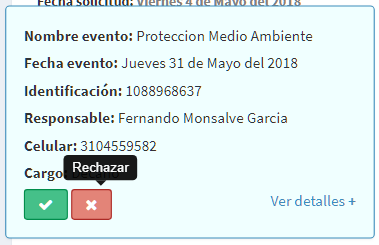 Fecha solicitud: Viernes 4 de Mayo del 2018
Nombre evento: Proteccion Medio Ambiente
Fecha evento: Jueves 31 de Mayo del 2018
Identificación: 1088968637
Responsable: Fernando Monsalve Garcia
Celular: 3104559582
Cargo:
Rechazar
Ver detalles +